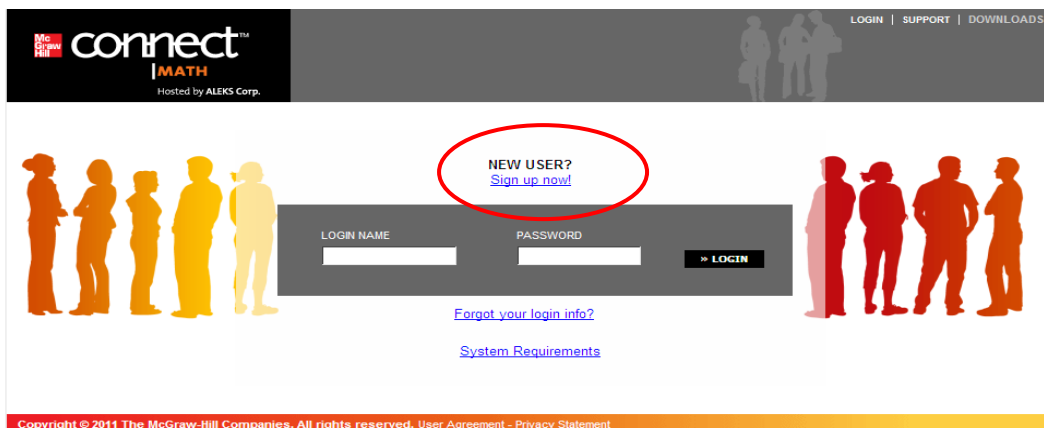 LOGIN | SUPPORT | DOWNLOADS
Mc Graw Hill connect™
|MATH
Hosted by ALEKS Corp.
NEW USER?
Sign up now!
LOGIN NAME PASSWORD
» LOGIN
Forgot your login info?
System Requirements
Copyright © 2011 The McGraw-Hill Companies. All rights reserved. User Agreement - Privacy Statement